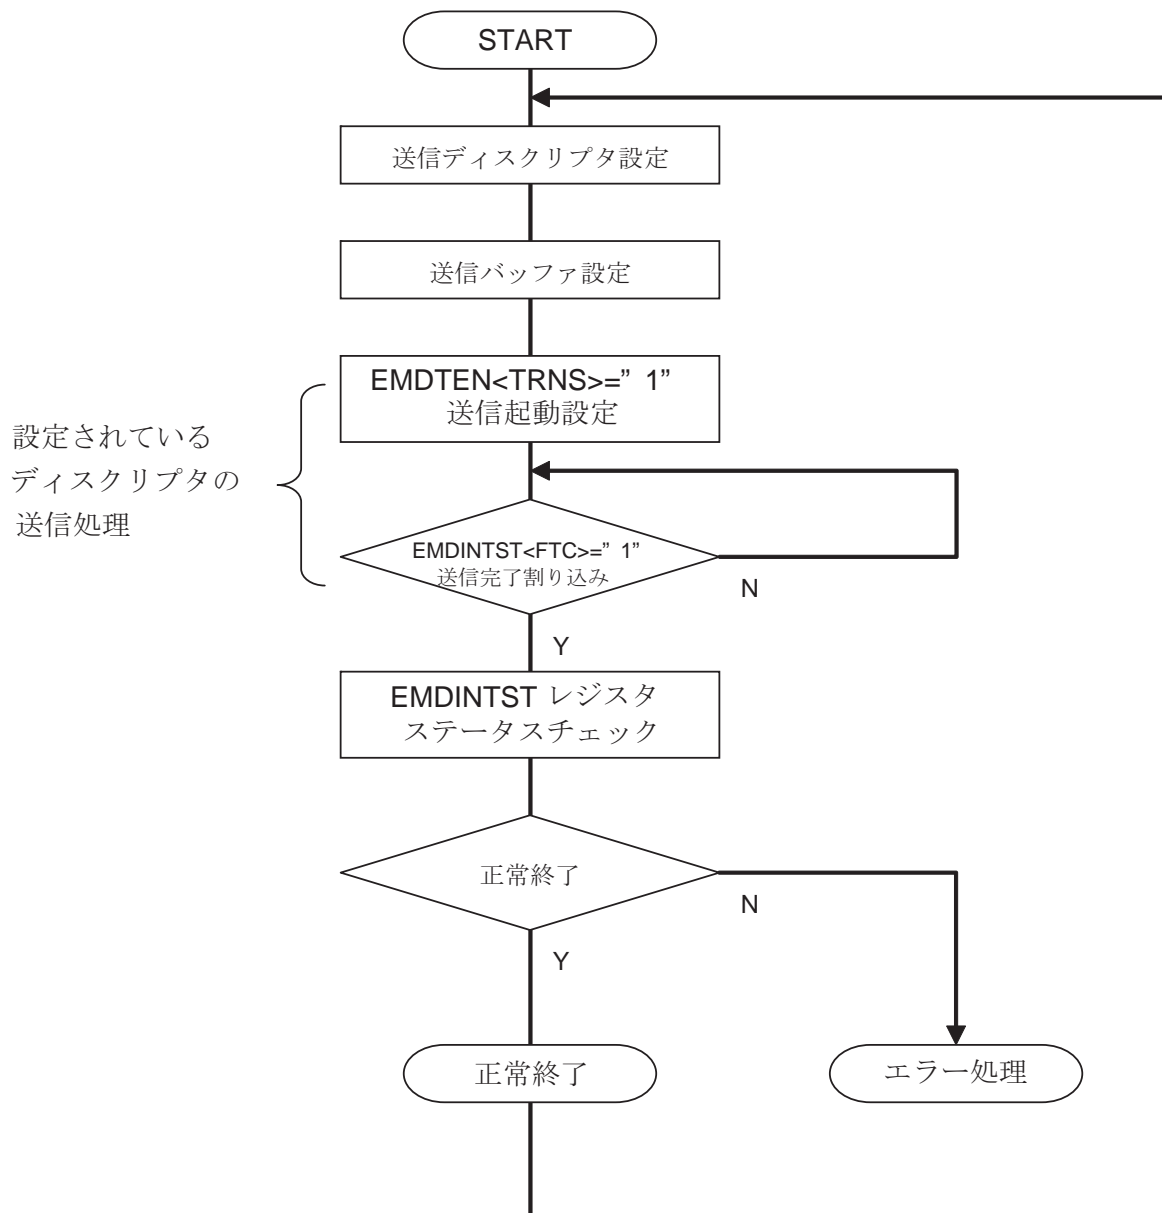 START
送信ディスクリプタ設定
送信バッファ設定
EMDTEN<TRNS>=” 1”
送信起動設定
設定されている
ディスクリプタの
送信処理
EMDINTST<FTC>=” 1”
送信完了割り込み
N
Y
EMDINTST レジスタ
ステータスチェック
正常終了
N
Y
正常終了
エラー処理